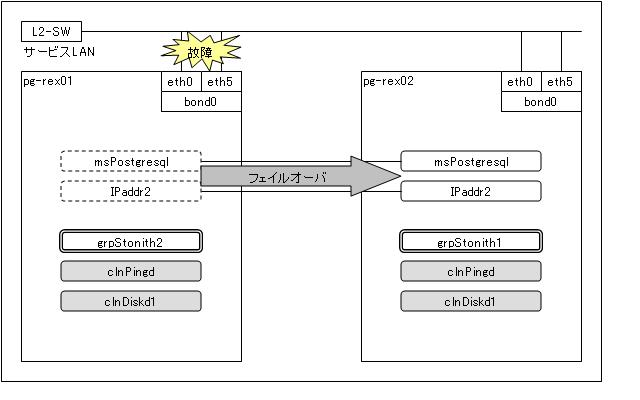 L2-SW
サービスLAN
故障
pg-rex01
eth0
eth5
bond0
pg-rex02
eth0
eth5
bond0
msPostgresql
msPostgresql
フェイルオーバ
IPaddr2
IPaddr2
grpStonith2
grpStonith1
clnPingd
clnPingd
clnDiskd1
clnDiskd1